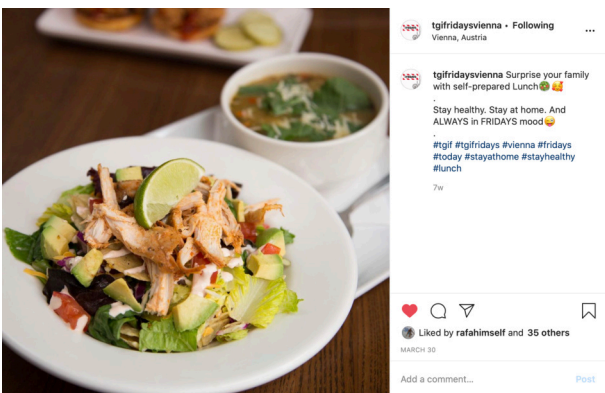 tgifridaysvienna • Following
Vienna, Austria
tgifridaysvienna Surprise your family
with self-prepared Lunch🥗🥰
.
Stay healthy. Stay at home. And
ALWAYS in FRIDAYS mood😜
.
#tgif #tgifridays #vienna #fridays
#today #stayathome #stayhealthy
#lunch
7w
Liked by rafahimself and 35 others
MARCH 30
Add a comment...
Post